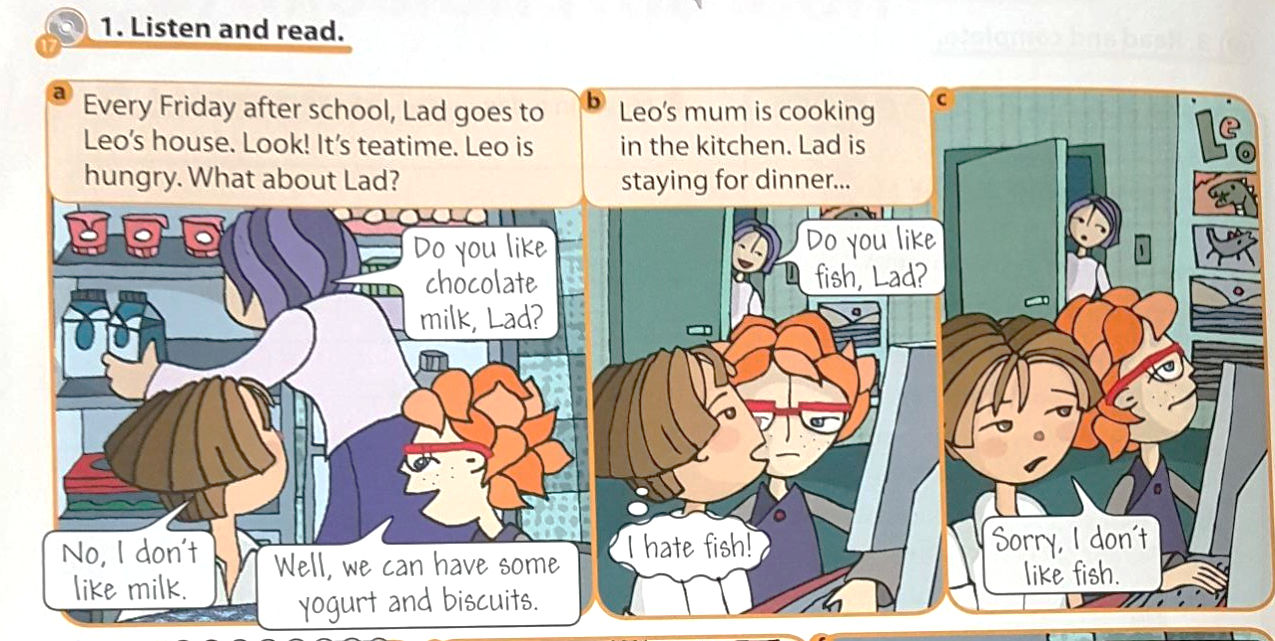 17
1. Listen and read.
a
Every Friday after school, Lad goes to
Leo's house. Look! It's teatime. Leo is
hungry. What about Lad?
Do you like
chocolate
milk, Lad?
No, I don't
like milk.
Well, we can have some
yogurt and biscuits.
b
Leo's mum is cooking
in the kitchen. Lad is
staying for dinner...
Do you like
fish, Lad?
I hate fish!
c
Leo
Sorry, I don't
like fish.